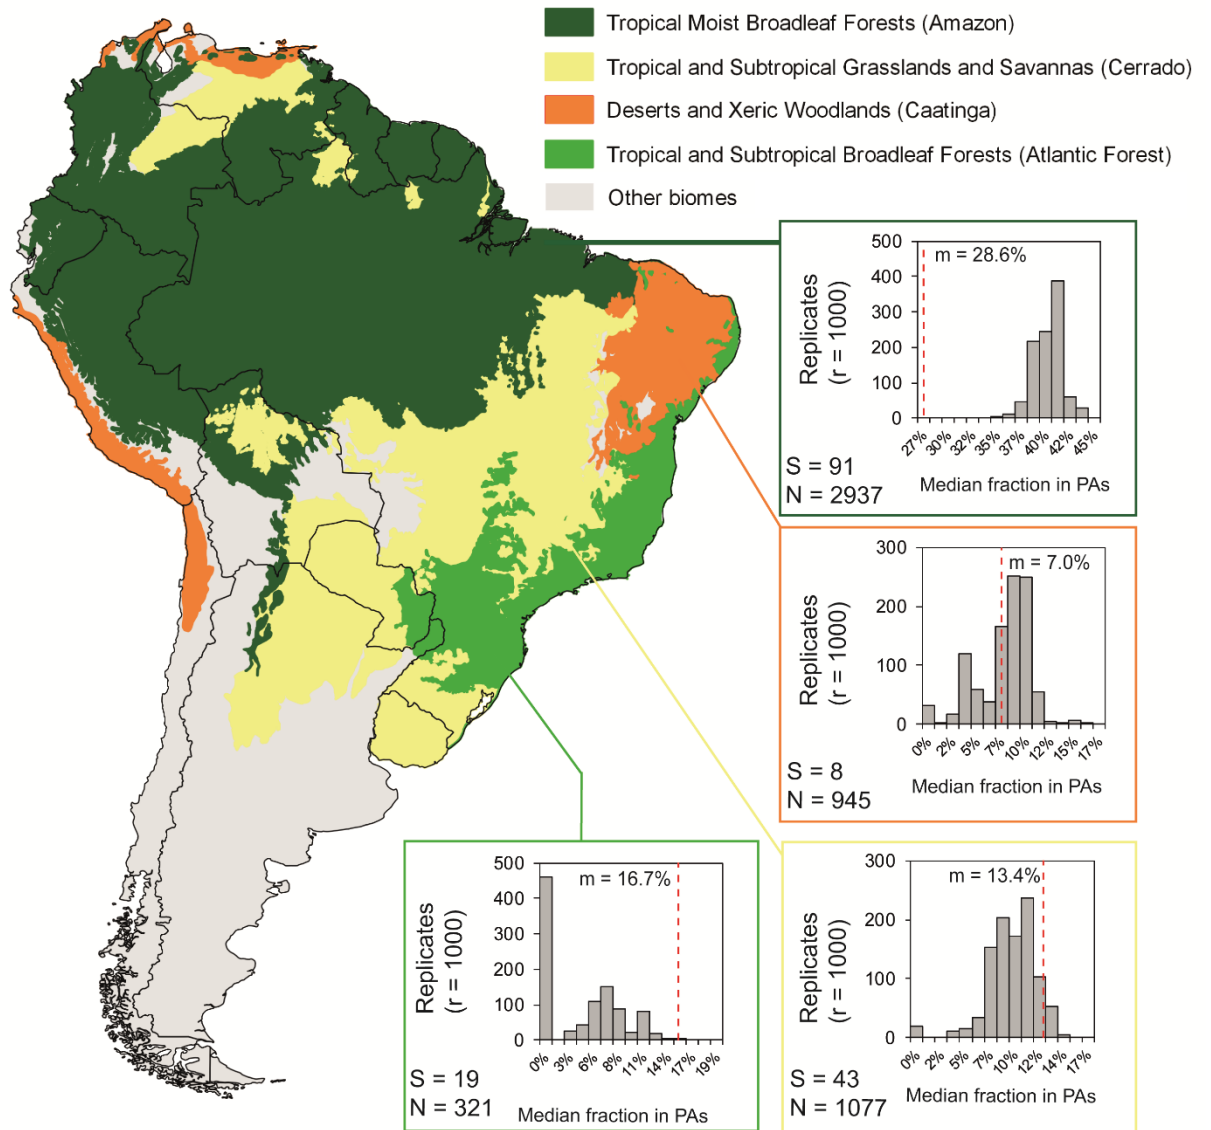 Tropical Moist Broadleaf Forests (Amazon)
Tropical and Subtropical Grasslands and Savannas (Cerrado)
Deserts and Xeric Woodlands (Caatinga)
Tropical and Subtropical Broadleaf Forests (Atlantic Forest)
Other biomes
500
400
300
200
100
0
Replicates
(r = 1000)
m = 28.6%
27% 30% 32% 35% 37% 40% 42% 45%
Median fraction in PAs
S = 91
N = 2937
300
200
100
0
Replicates
(r = 1000)
m = 7.0%
0% 2% 5% 7% 10% 12% 15% 17%
Median fraction in PAs
S = 8
N = 945
500
400
300
200
100
0
Replicates
(r = 1000)
m = 16.7%
0% 3% 6% 8% 11% 14% 17% 19%
Median fraction in PAs
S = 19
N = 321
300
200
100
0
Replicates
(r = 1000)
m = 13.4%
0% 2% 5% 7% 10% 12% 15% 17%
Median fraction in PAs
S = 43
N = 1077